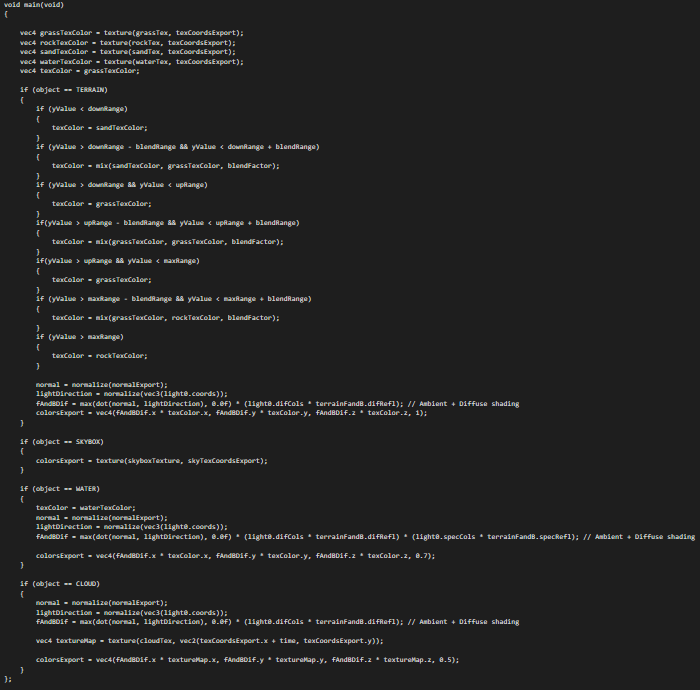 void main(void)
{
    vec4 grassTexColor = texture(grassTex, texCoordsExport);
    vec4 rockTexColor = texture(rockTex, texCoordsExport);
    vec4 sandTexColor = texture(sandTex, texCoordsExport);
    vec4 waterTexColor = texture(waterTex, texCoordsExport);
    vec4 texColor = grassTexColor;

    if (object == TERRAIN)
    {
        if (yValue < downRange)
        {
            texColor = sandTexColor;
        }
        if (yValue > downRange - blendRange && yValue < downRange + blendRange)
        {
            texColor = mix(sandTexColor, grassTexColor, blendFactor);
        }
        if (yValue > downRange && yValue < upRange)
        {
            texColor = grassTexColor;
        }
        if(yValue > upRange - blendRange && yValue < upRange + blendRange)
        {
            texColor = mix(grassTexColor, grassTexColor, blendFactor);
        }
        if(yValue > upRange && yValue < maxRange)
        {
            texColor = grassTexColor;
        }
        if (yValue > maxRange - blendRange && yValue < maxRange + blendRange)
        {
            texColor = mix(grassTexColor, rockTexColor, blendFactor);
        }
        if (yValue > maxRange)
        {
            texColor = rockTexColor;
        }

        normal = normalize(normalExport);
        lightDirection = normalize(vec3(light0.coords));
        fAndBDif = max(dot(normal, lightDirection), 0.0f) * (light0.difCols * terrainFandB.difRefl); // Ambient + Diffuse shading
        colorsExport = vec4(fAndBDif.x * texColor.x, fAndBDif.y * texColor.y, fAndBDif.z * texColor.z, 1);
    }

    if (object == SKYBOX)
    {
        colorsExport = texture(skyboxTexture, skyTexCoordsExport);
    }

    if (object == WATER)
    {
        texColor = waterTexColor;
        normal = normalize(normalExport);
        lightDirection = normalize(vec3(light0.coords));
        fAndBDif = max(dot(normal, lightDirection), 0.0f) * (light0.difCols * terrainFandB.difRefl) * (light0.specCols * terrainFandB.specRefl); // Ambient + Diffuse shading

        colorsExport = vec4(fAndBDif.x * texColor.x, fAndBDif.y * texColor.y, fAndBDif.z * texColor.z, 0.7);
    }

    if (object == CLOUD)
    {
        normal = normalize(normalExport);
        lightDirection = normalize(vec3(light0.coords));
        fAndBDif = max(dot(normal, lightDirection), 0.0f) * (light0.difCols * terrainFandB.difRefl); // Ambient + Diffuse shading

        vec4 textureMap = texture(cloudTex, vec2(texCoordsExport.x + time, texCoordsExport.y));

        colorsExport = vec4(fAndBDif.x * textureMap.x, fAndBDif.y * textureMap.y, fAndBDif.z * textureMap.z, 0.5);
    }
};